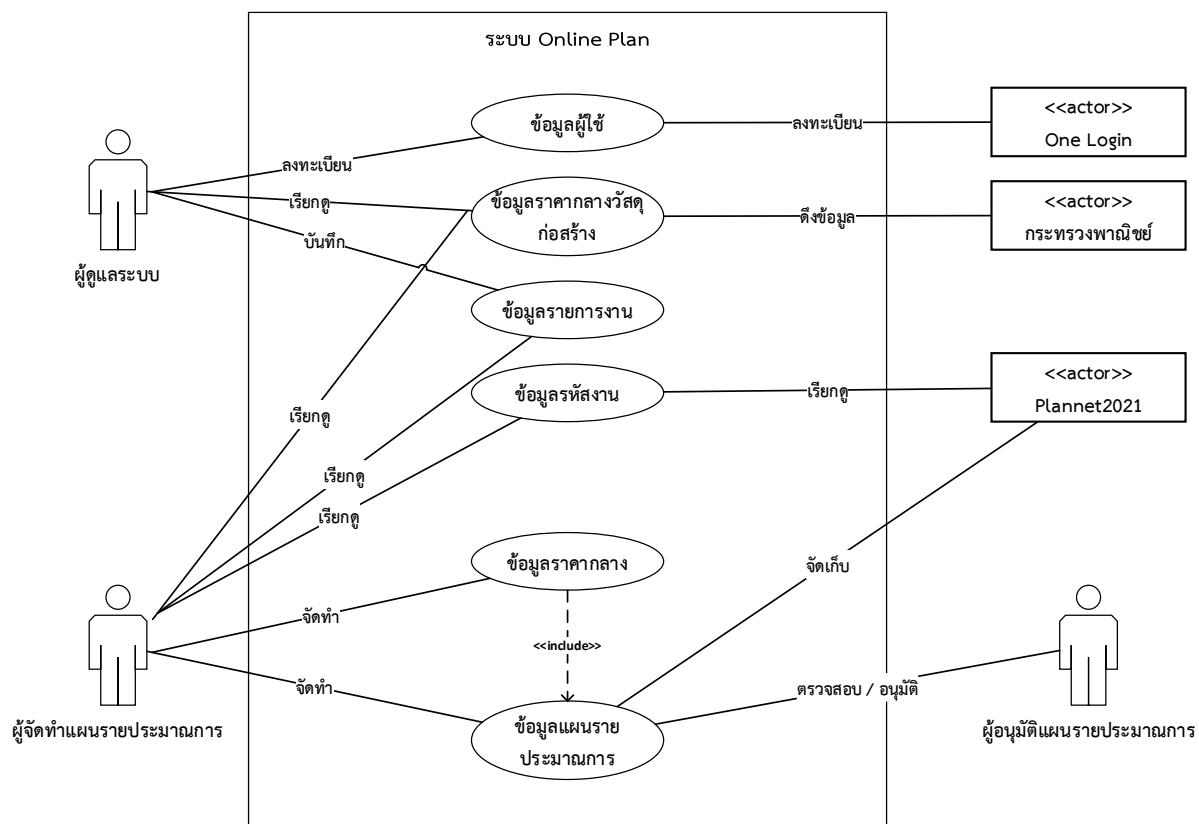 ระบบ Online Plan
ข้อมูลผู้ใช้
ลงทะเบียน
<<actor>>
One Login
ลงทะเบียน
เรียกดู
ข้อมูลราคากลางวัสดุ
ก่อสร้าง
ดึงข้อมูล
<<actor>>
กระทรวงพาณิชย์
บันทึก
ผู้ดูแลระบบ
ข้อมูลรายการงาน
ข้อมูลรหัสงาน
เรียกดู
<<actor>>
Plannet2021
เรียกดู
เรียกดู
เรียกดู
ข้อมูลราคากลาง
จัดเก็บ
จัดทำ
<<include>>
จัดทำ
ตรวจสอบ / อนุมัติ
ผู้จัดทำแผนรายประมาณการ
ข้อมูลแผนราย
ประมาณการ
ผู้อนุมัติแผนรายประมาณการ